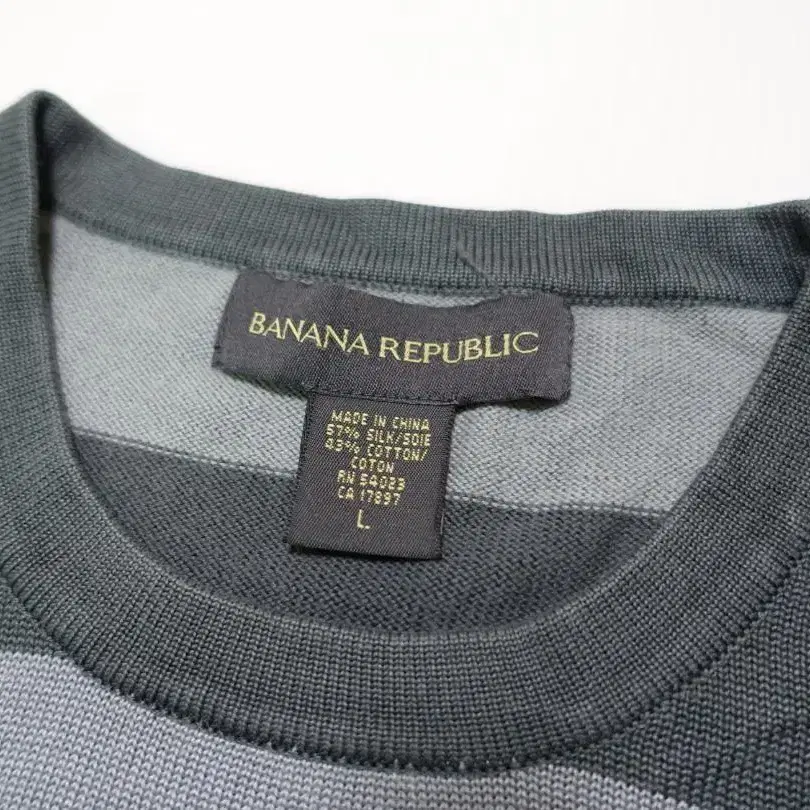 BANANA REPUBLIC
MADE IN CHINA
57% SILK/SOIE
43% COTTON/
COTON
RN 54023
CA 17897
L